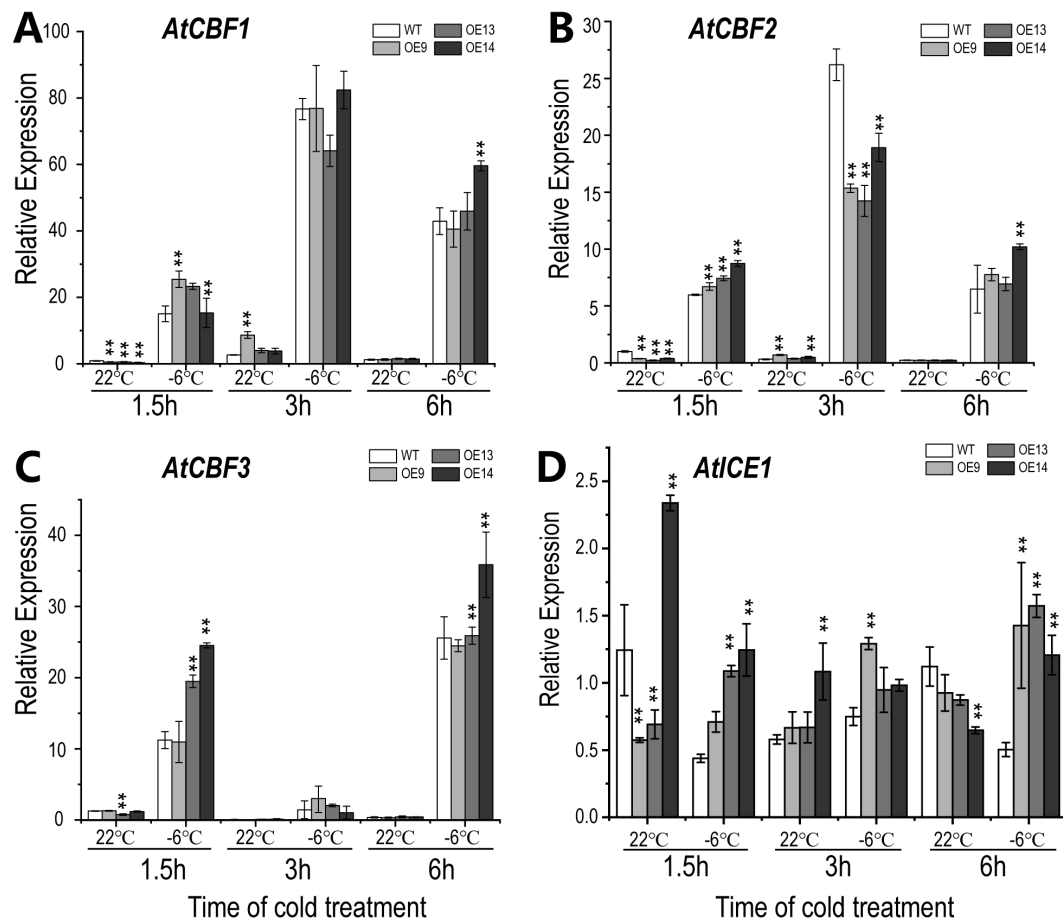 A
AtCBF1
WT
OE13
OE9
OE14
Relative Expression
100
80
60
40
20
0
** ** **
**
**
**
**
22°C -6°C 22°C -6°C 22°C -6°C
1.5h 3h 6h
B
AtCBF2
WT
OE13
OE9
OE14
Relative Expression
30
25
20
15
10
5
0
** ** **
** ** **
**
**
** ** **
**
22°C -6°C 22°C -6°C 22°C -6°C
1.5h 3h 6h
C
AtCBF3
WT
OE13
OE9
OE14
Relative Expression
40
30
20
10
0
**
** **
** **
22°C -6°C 22°C -6°C 22°C -6°C
1.5h 3h 6h
Time of cold treatment
D
AtICE1
WT
OE13
OE9
OE14
Relative Expression
2.5
2.0
1.5
1.0
0.5
0.0
** ** **
** **
**
**
**
** ** **
22°C -6°C 22°C -6°C 22°C -6°C
1.5h 3h 6h
Time of cold treatment